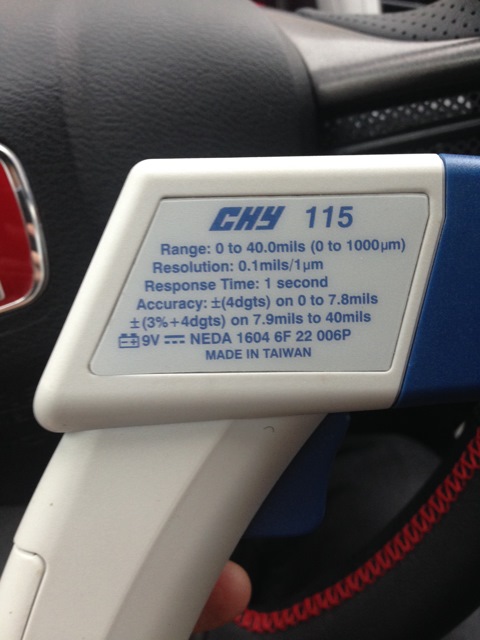 CHY 115
Range: 0 to 40.0mils (0 to 1000µm)
Resolution: 0.1mils/1µm
Response Time: 1 second
Accuracy: ±(4dgts) on 0 to 7.8mils
±(3%+4dgts) on 7.9mils to 40mils
9V ⎓ NEDA 1604 6F 22 006P
MADE IN TAIWAN